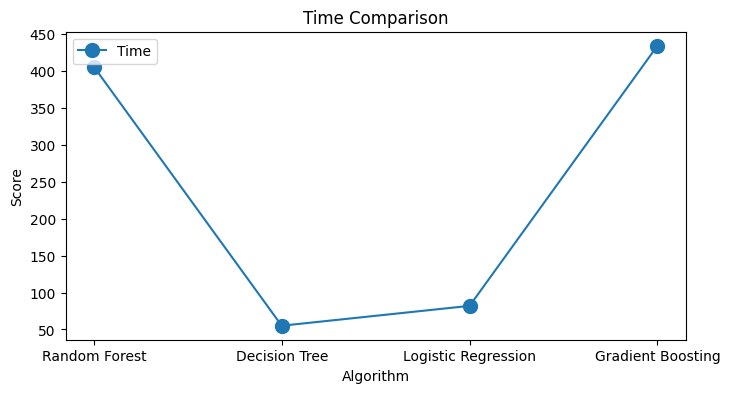 Time Comparison
Time
450
400
350
300
250
200
150
100
50
Score
Random Forest
Decision Tree
Logistic Regression
Gradient Boosting
Algorithm